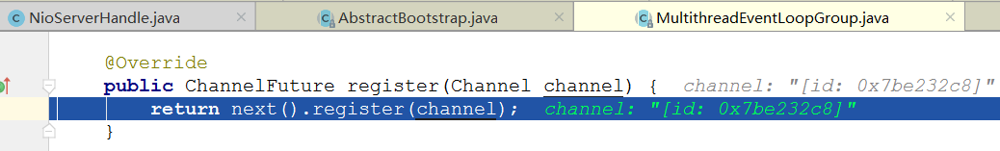 NioServerHandle.java × AbstractBootstrap.java × MultithreadEventLoopGroup.java ×
@Override
public ChannelFuture register(Channel channel) { channel: "[id: 0x7be232c8]"
return next().register(channel); channel: "[id: 0x7be232c8]"
}